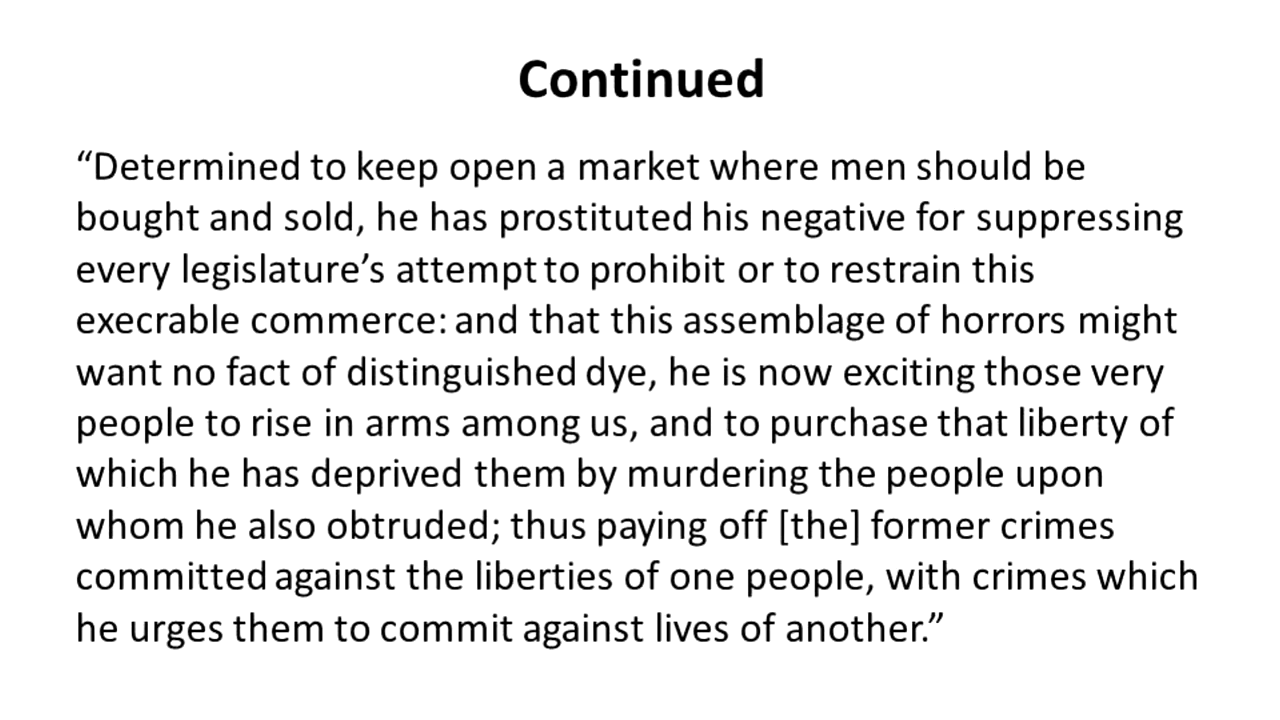 Continued
“Determined to keep open a market where men should be
bought and sold, he has prostituted his negative for suppressing
every legislature’s attempt to prohibit or to restrain this
execrable commerce: and that this assemblage of horrors might
want no fact of distinguished dye, he is now exciting those very
people to rise in arms among us, and to purchase that liberty of
which he has deprived them by murdering the people upon
whom he also obtruded; thus paying off [the] former crimes
committed against the liberties of one people, with crimes which
he urges them to commit against lives of another.”